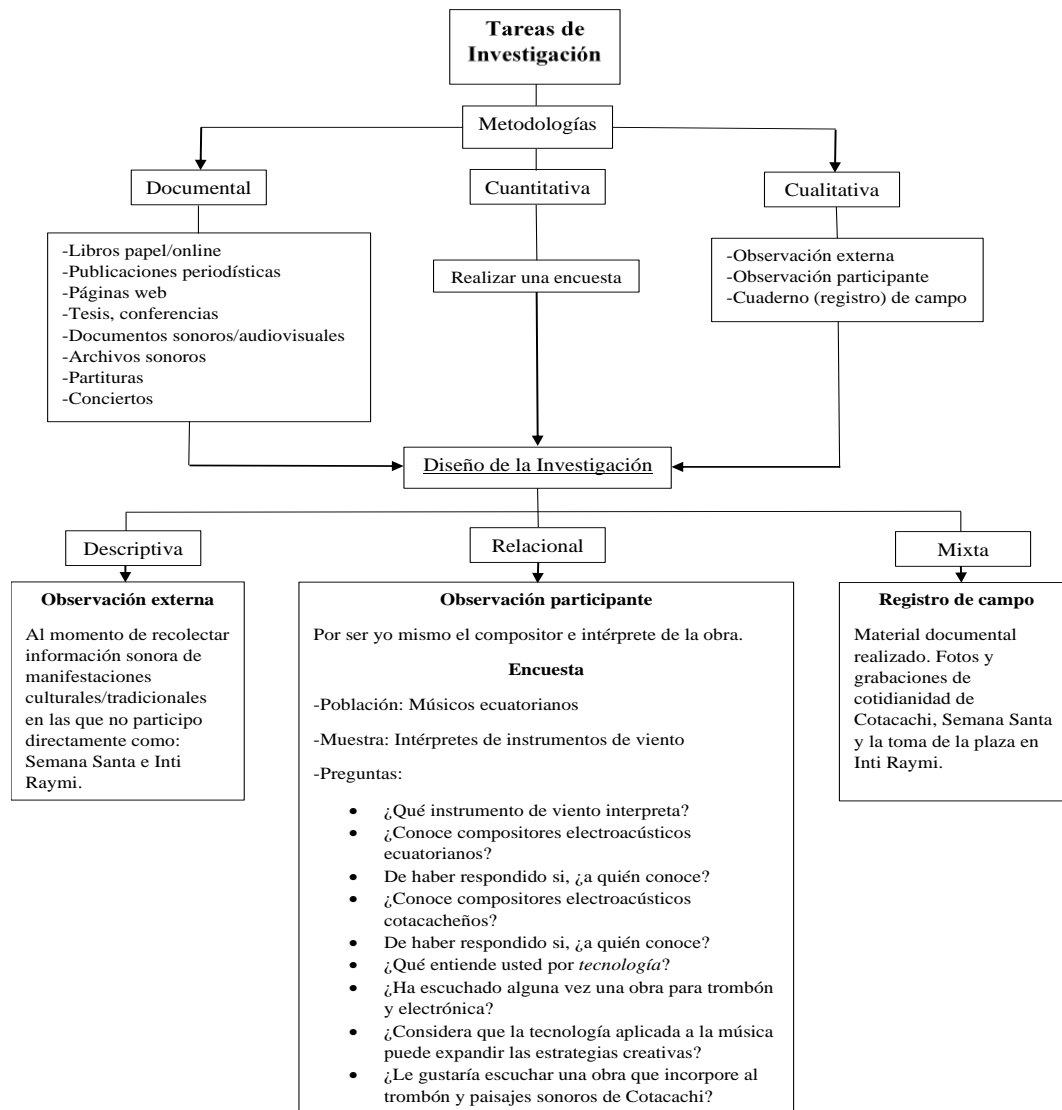 Tareas de
Investigación
Metodologías
Documental
Cuantitativa
Cualitativa
-Libros papel/online
-Publicaciones periodísticas
-Páginas web
-Tesis, conferencias
-Documentos sonoros/audiovisuales
-Archivos sonoros
-Partituras
-Conciertos
Realizar una encuesta
-Observación externa
-Observación participante
-Cuaderno (registro) de campo
Diseño de la Investigación
Descriptiva
Relacional
Mixta
Observación externa
Al momento de recolectar
información sonora de
manifestaciones
culturales/tradicionales
en las que no participo
directamente como:
Semana Santa e Inti
Raymi.
Observación participante
Por ser yo mismo el compositor e intérprete de la obra.
Encuesta
-Población: Músicos ecuatorianos
-Muestra: Intérpretes de instrumentos de viento
-Preguntas:
• ¿Qué instrumento de viento interpreta?
• ¿Conoce compositores electroacústicos
ecuatorianos?
• De haber respondido si, ¿a quién conoce?
• ¿Conoce compositores electroacústicos
cotacacheños?
• De haber respondido si, ¿a quién conoce?
• ¿Qué entiende usted por tecnología?
• ¿Ha escuchado alguna vez una obra para trombón
y electrónica?
• ¿Considera que la tecnología aplicada a la música
puede expandir las estrategias creativas?
• ¿Le gustaría escuchar una obra que incorpore al
trombón y paisajes sonoros de Cotacachi?
Registro de campo
Material documental
realizado. Fotos y
grabaciones de
cotidianidad de
Cotacachi, Semana Santa
y la toma de la plaza en
Inti Raymi.